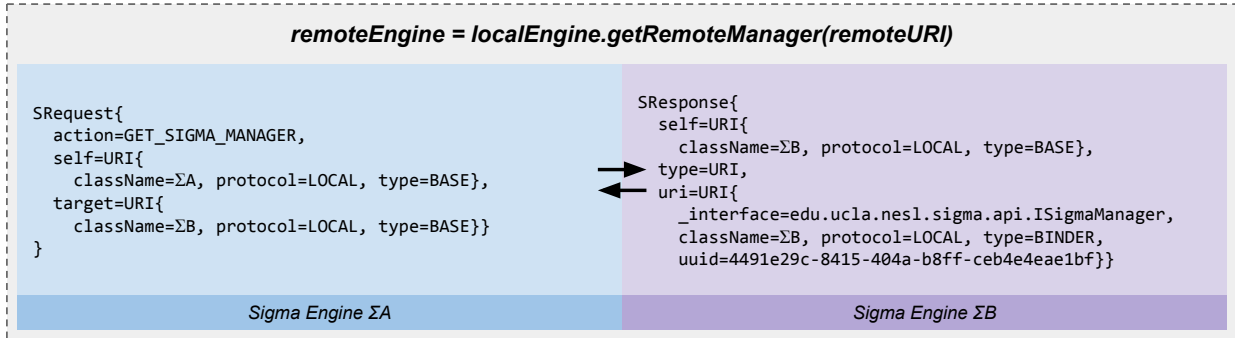 remoteEngine = localEngine.getRemoteManager(remoteURI)
SRequest{
  action=GET_SIGMA_MANAGER,
  self=URI{
    className=ΣA, protocol=LOCAL, type=BASE},
  target=URI{
    className=ΣB, protocol=LOCAL, type=BASE}}
}
Sigma Engine ΣA
SResponse{
  self=URI{
    className=ΣB, protocol=LOCAL, type=BASE},
  type=URI,
  uri=URI{
    _interface=edu.ucla.nesl.sigma.api.ISigmaManager,
    className=ΣB, protocol=LOCAL, type=BINDER,
    uuid=4491e29c-8415-404a-b8ff-ceb4e4eae1bf}}
Sigma Engine ΣB